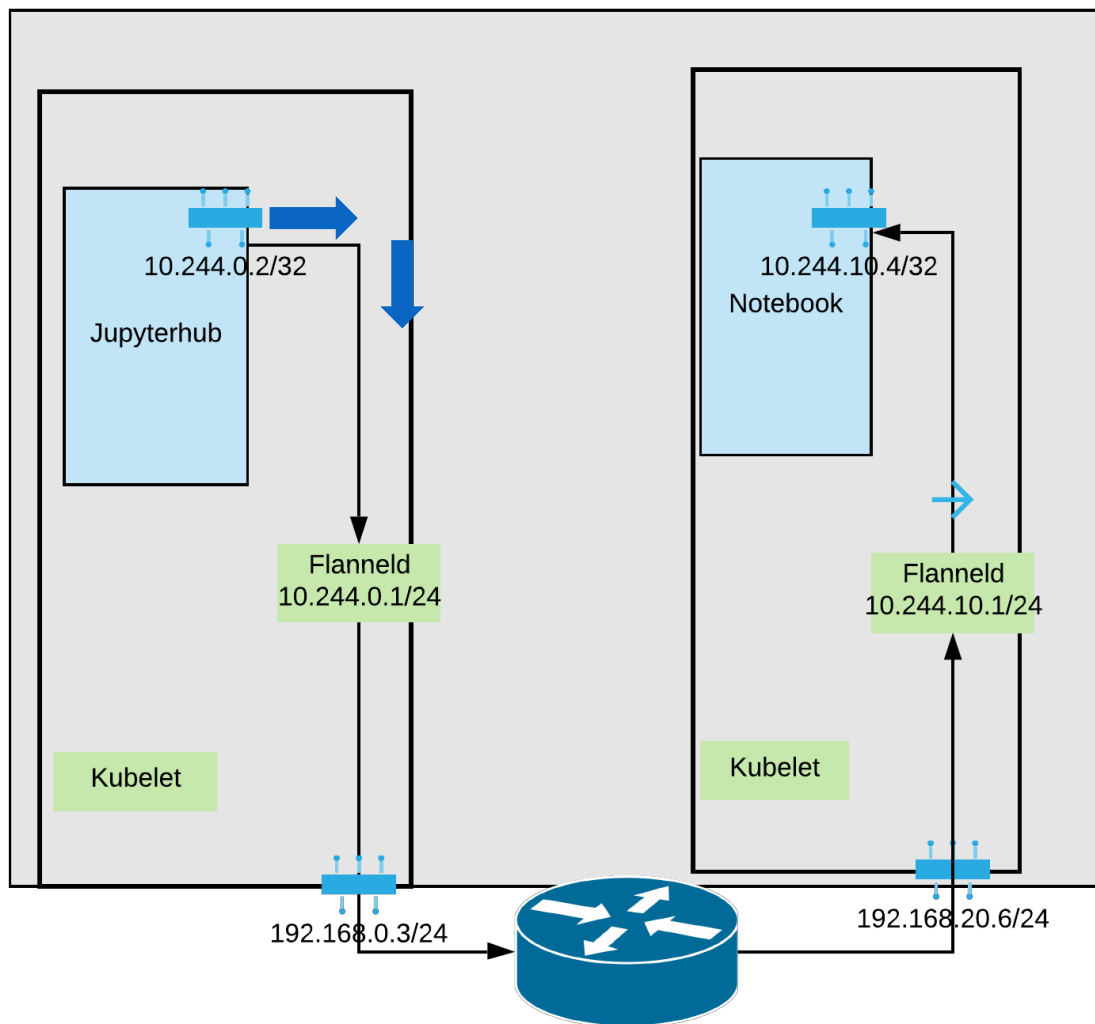 10.244.0.2/32
Jupyterhub
Flanneld
10.244.0.1/24
Kubelet
192.168.0.3/24
10.244.10.4/32
Notebook
Flanneld
10.244.10.1/24
Kubelet
192.168.20.6/24